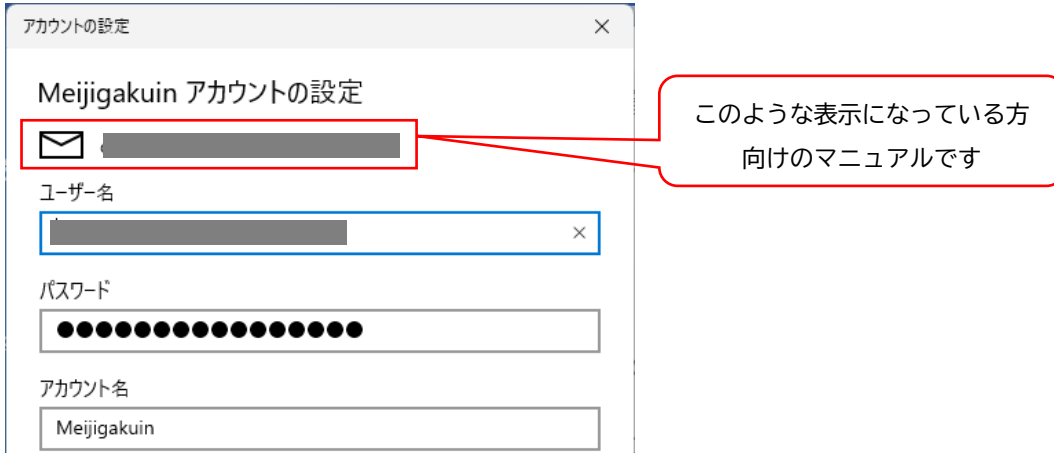 アカウントの設定
Meijigakuin アカウントの設定
このような表示になっている方
向けのマニュアルです
ユーザー名
パスワード
●●●●●●●●●●●●●●●●
アカウント名
Meijigakuin